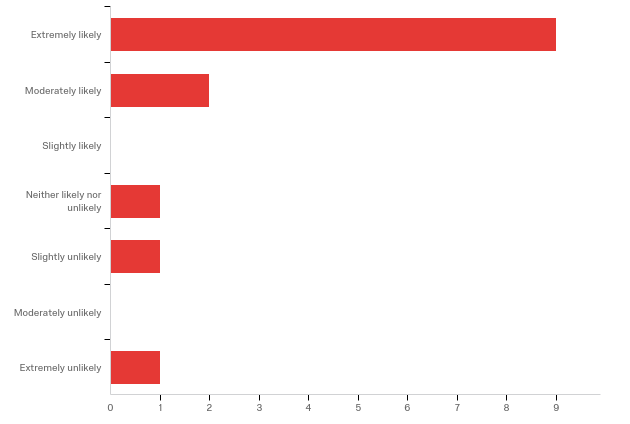 Extremely likely
Moderately likely
Slightly likely
Neither likely nor
unlikely
Slightly unlikely
Moderately unlikely
Extremely unlikely
0 1 2 3 4 5 6 7 8 9